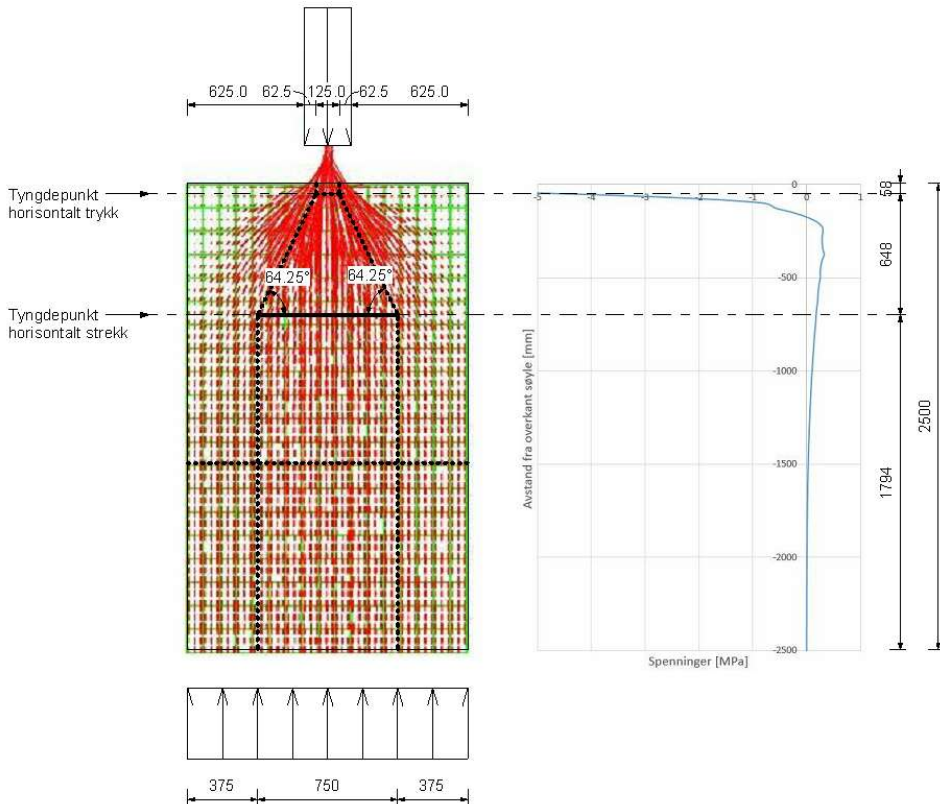 625.0 62.5 125.0 62.5 625.0
Tyngdepunkt
horisontalt trykk
Tyngdepunkt
horisontalt strekk
64.25° 64.25°
375 750 375
-5 -4 -3 -2 -1 0 1
0
-500
-1000
-1500
-2000
-2500
Avstand fra overkant søyle [mm]
Spenninger [MPa]
58
648
1794
2500